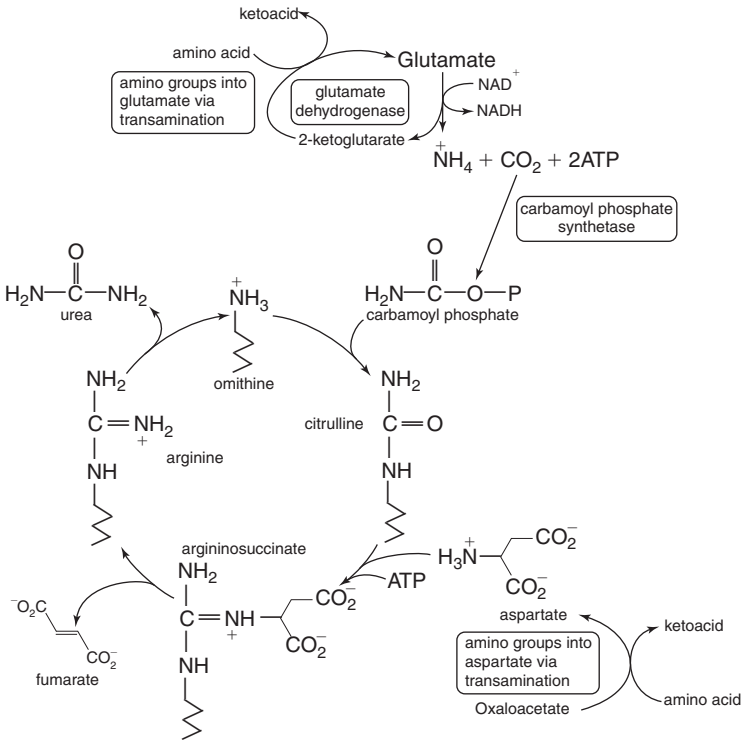 ketoacid
amino acid
Glutamate
amino groups into
glutamate via
transamination
glutamate
dehydrogenase
NAD+
NADH
2-ketoglutarate
+
NH4 + CO2 + 2ATP
carbamoyl phosphate
synthetase
O
H2N—C—NH2
urea
+
NH3
omithine
O
H2N—C—O—P
carbamoyl phosphate
NH2
C=NH2
+
NH
arginine
NH2
citrulline
C=O
NH
argininosuccinate
NH2
C=NH
+
NH
CO2−
CO2−
ATP
+
H3N
CO2−
CO2−
aspartate
−O2C
CO2−
fumarate
amino groups into
aspartate via
transamination
ketoacid
amino acid
Oxaloacetate